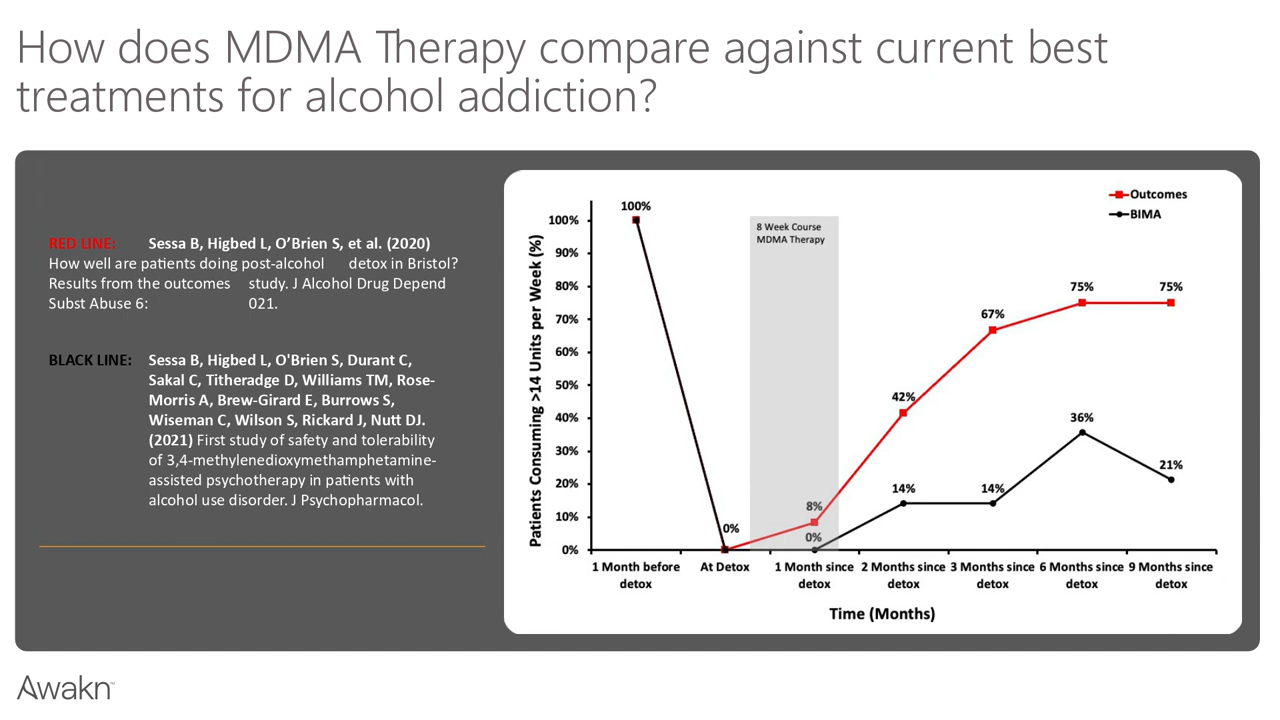 How does MDMA Therapy compare against current best
treatments for alcohol addiction?
RED LINE: Sessa B, Higbed L, O’Brien S, et al. (2020)
How well are patients doing post-alcohol detox in Bristol?
Results from the outcomes study. J Alcohol Drug Depend
Subst Abuse 6: 021.
BLACK LINE: Sessa B, Higbed L, O'Brien S, Durant C,
Sakal C, Titheradge D, Williams TM, Rose-
Morris A, Brew-Girard E, Burrows S,
Wiseman C, Wilson S, Rickard J, Nutt DJ.
(2021) First study of safety and tolerability
of 3,4-methylenedioxymethamphetamine-
assisted psychotherapy in patients with
alcohol use disorder. J Psychopharmacol.
Patients Consuming >14 Units per Week (%)
100%
90%
80%
70%
60%
50%
40%
30%
20%
10%
0%
Outcomes
BIMA
8 Week Course
MDMA Therapy
100%
0%
8%
0%
42%
14%
67%
14%
75%
36%
75%
21%
1 Month before
detox
At Detox
1 Month since
detox
2 Months since
detox
3 Months since
detox
6 Months since
detox
9 Months since
detox
Time (Months)
Awakn™